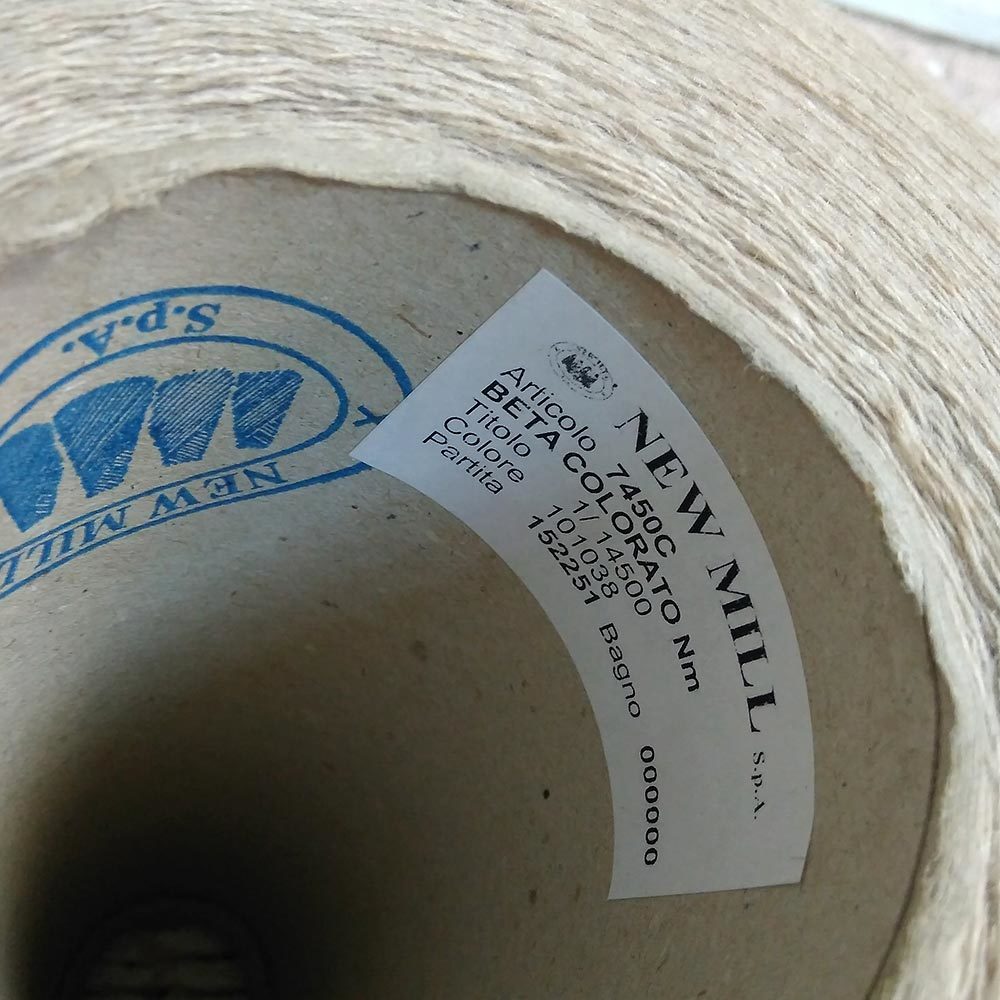 NEW MILL S.p.A.
Articolo 7450C
BETA COLORATO Nm
Titolo 1/ 14500
Colore 101038
Partita 152251 Bagno 000000
S.p.A.
NEW MILL